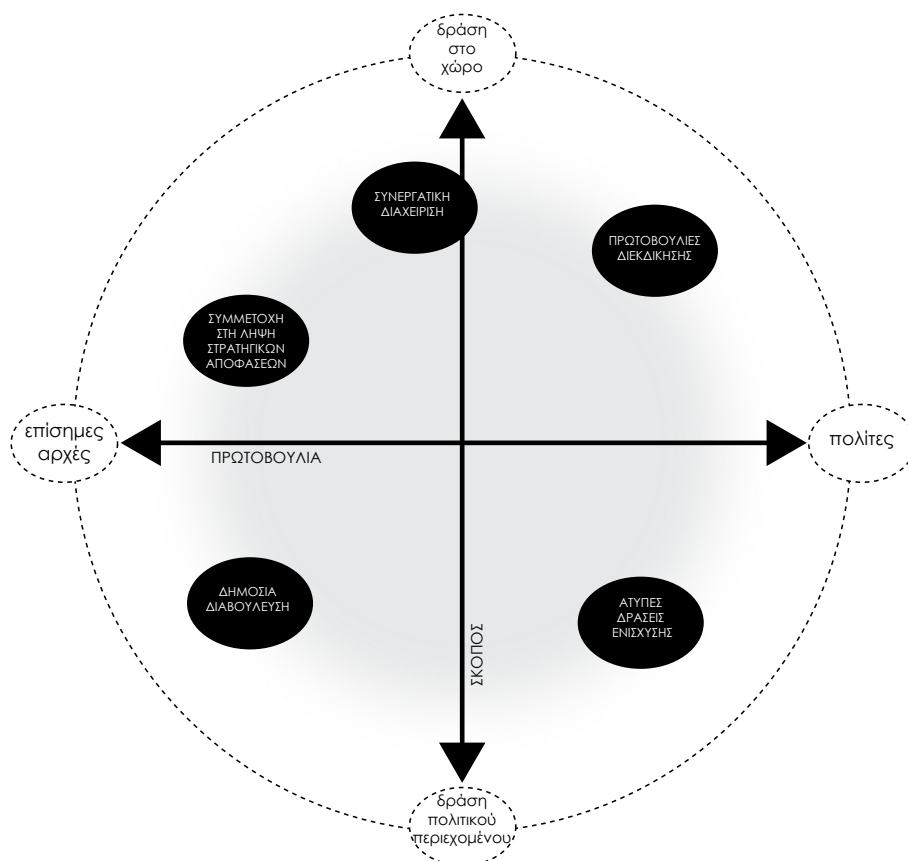 δράση
στο
χώρο
ΣΥΝΕΡΓΑΤΙΚΗ
ΔΙΑΧΕΙΡΙΣΗ
ΠΡΩΤΟΒΟΥΛΙΕΣ
ΔΙΕΚΔΙΚΗΣΗΣ
ΣΥΜΜΕΤΟΧΗ
ΣΤΗ ΛΗΨΗ
ΣΤΡΑΤΗΓΙΚΩΝ
ΑΠΟΦΑΣΕΩΝ
επίσημες
αρχές
ΠΡΩΤΟΒΟΥΛΙΑ
πολίτες
ΔΗΜΟΣΙΑ
ΔΙΑΒΟΥΛΕΥΣΗ
ΑΤΥΠΕΣ
ΔΡΑΣΕΙΣ
ΕΝΙΣΧΥΣΗΣ
ΣΚΟΠΟΣ
δράση
πολιτικού
περιεχομένου